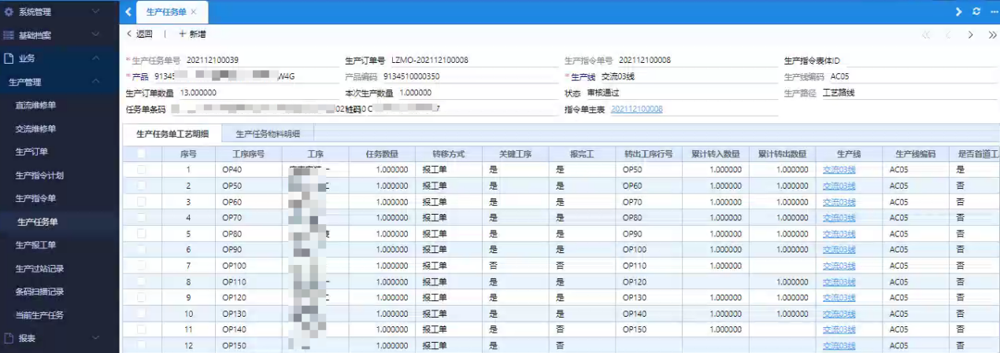 系统管理
基础档案
业务
生产管理
直流维修单
交流维修单
生产订单
生产指令计划
生产指令单
生产任务单
生产报工单
生产过站记录
条码扫描记录
当前生产任务
报表
生产任务单 ×
返回 | + 新增
* 生产任务单号 202112100039 生产订单号 LZMO-202112100008 生产指令单号 202112100008 生产指令表体ID
* 产品 91345 W4G 产品编码 9134510000350 * 生产线 交流03线 生产线编码 AC05
生产订单数量 13.000000 本次生产数量 1.000000 状态 审核通过 生产路径 工艺路线
任务单条码 指令单主表 202112100008
生产任务单工艺明细 生产任务物料明细
序号 工序序号 工序 任务数量 转移方式 关键工序 报完工 转出工序行号 累计转入数量 累计转出数量 生产线 生产线编码 是否首道工
1 OP40 1.000000 报工单 是 是 OP50 1.000000 1.000000 交流03线 AC05 是
2 OP50 1.000000 报工单 是 是 OP60 1.000000 1.000000 交流03线 AC05 否
3 OP60 1.000000 报工单 是 是 OP70 1.000000 1.000000 交流03线 AC05 否
4 OP70 1.000000 报工单 是 是 OP80 1.000000 1.000000 交流03线 AC05 否
5 OP80 1.000000 报工单 是 是 OP90 1.000000 1.000000 交流03线 AC05 否
6 OP90 1.000000 报工单 是 是 OP100 1.000000 1.000000 交流03线 AC05 否
7 OP100 1.000000 报工单 否 否 OP110 1.000000 交流03线 AC05 否
8 OP110 1.000000 报工单 是 是 OP120 1.000000 交流03线 AC05 否
9 OP120 1.000000 报工单 是 是 OP130 1.000000 1.000000 交流03线 AC05 否
10 OP130 1.000000 报工单 是 是 OP140 1.000000 1.000000 交流03线 AC05 否
11 OP140 1.000000 报工单 是 否 OP150 1.000000 交流03线 AC05 否
12 OP150 1.000000 报工单 是 否 交流03线 AC05 否